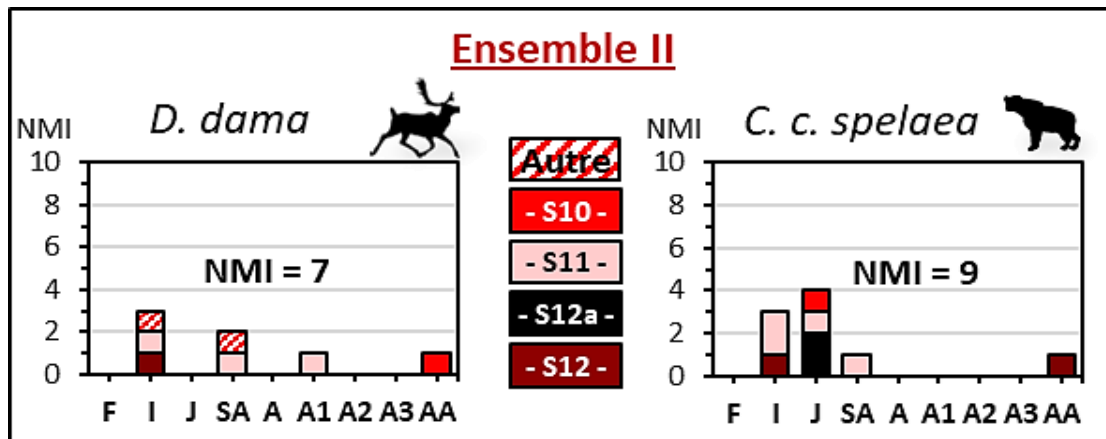 Ensemble II
D. dama
NMI
10
8
6
4
2
0
NMI = 7
F I J SA A A1 A2 A3 AA
Autre
- S10 -
- S11 -
- S12a -
- S12 -
C. c. spelaea
NMI
10
8
6
4
2
0
NMI = 9
F I J SA A A1 A2 A3 AA